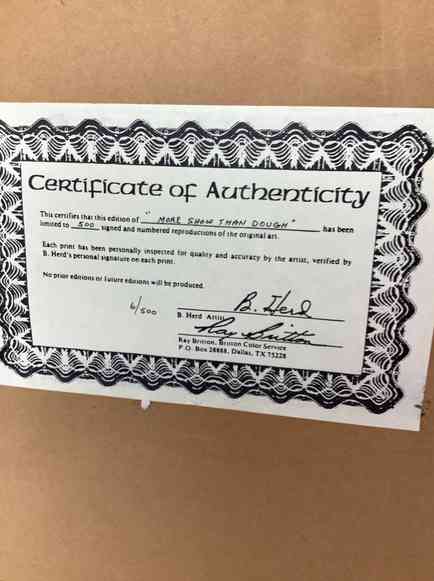 Certificate of Authenticity
This certifies that this edition of "MORE SHOW THAN DOUGH" has been
limited to 500 signed and numbered reproductions of the original art.
Each print has been personally inspected for quality and accuracy by the artist, verified by
B. Herd's personal signature on each print.
No prior editions or future editions will be produced.
6/500
B. Herd
B. Herd Artist
Ray Britton
Ray Britton, Britton Color Service
P.O. Box 28888, Dallas, TX 75228